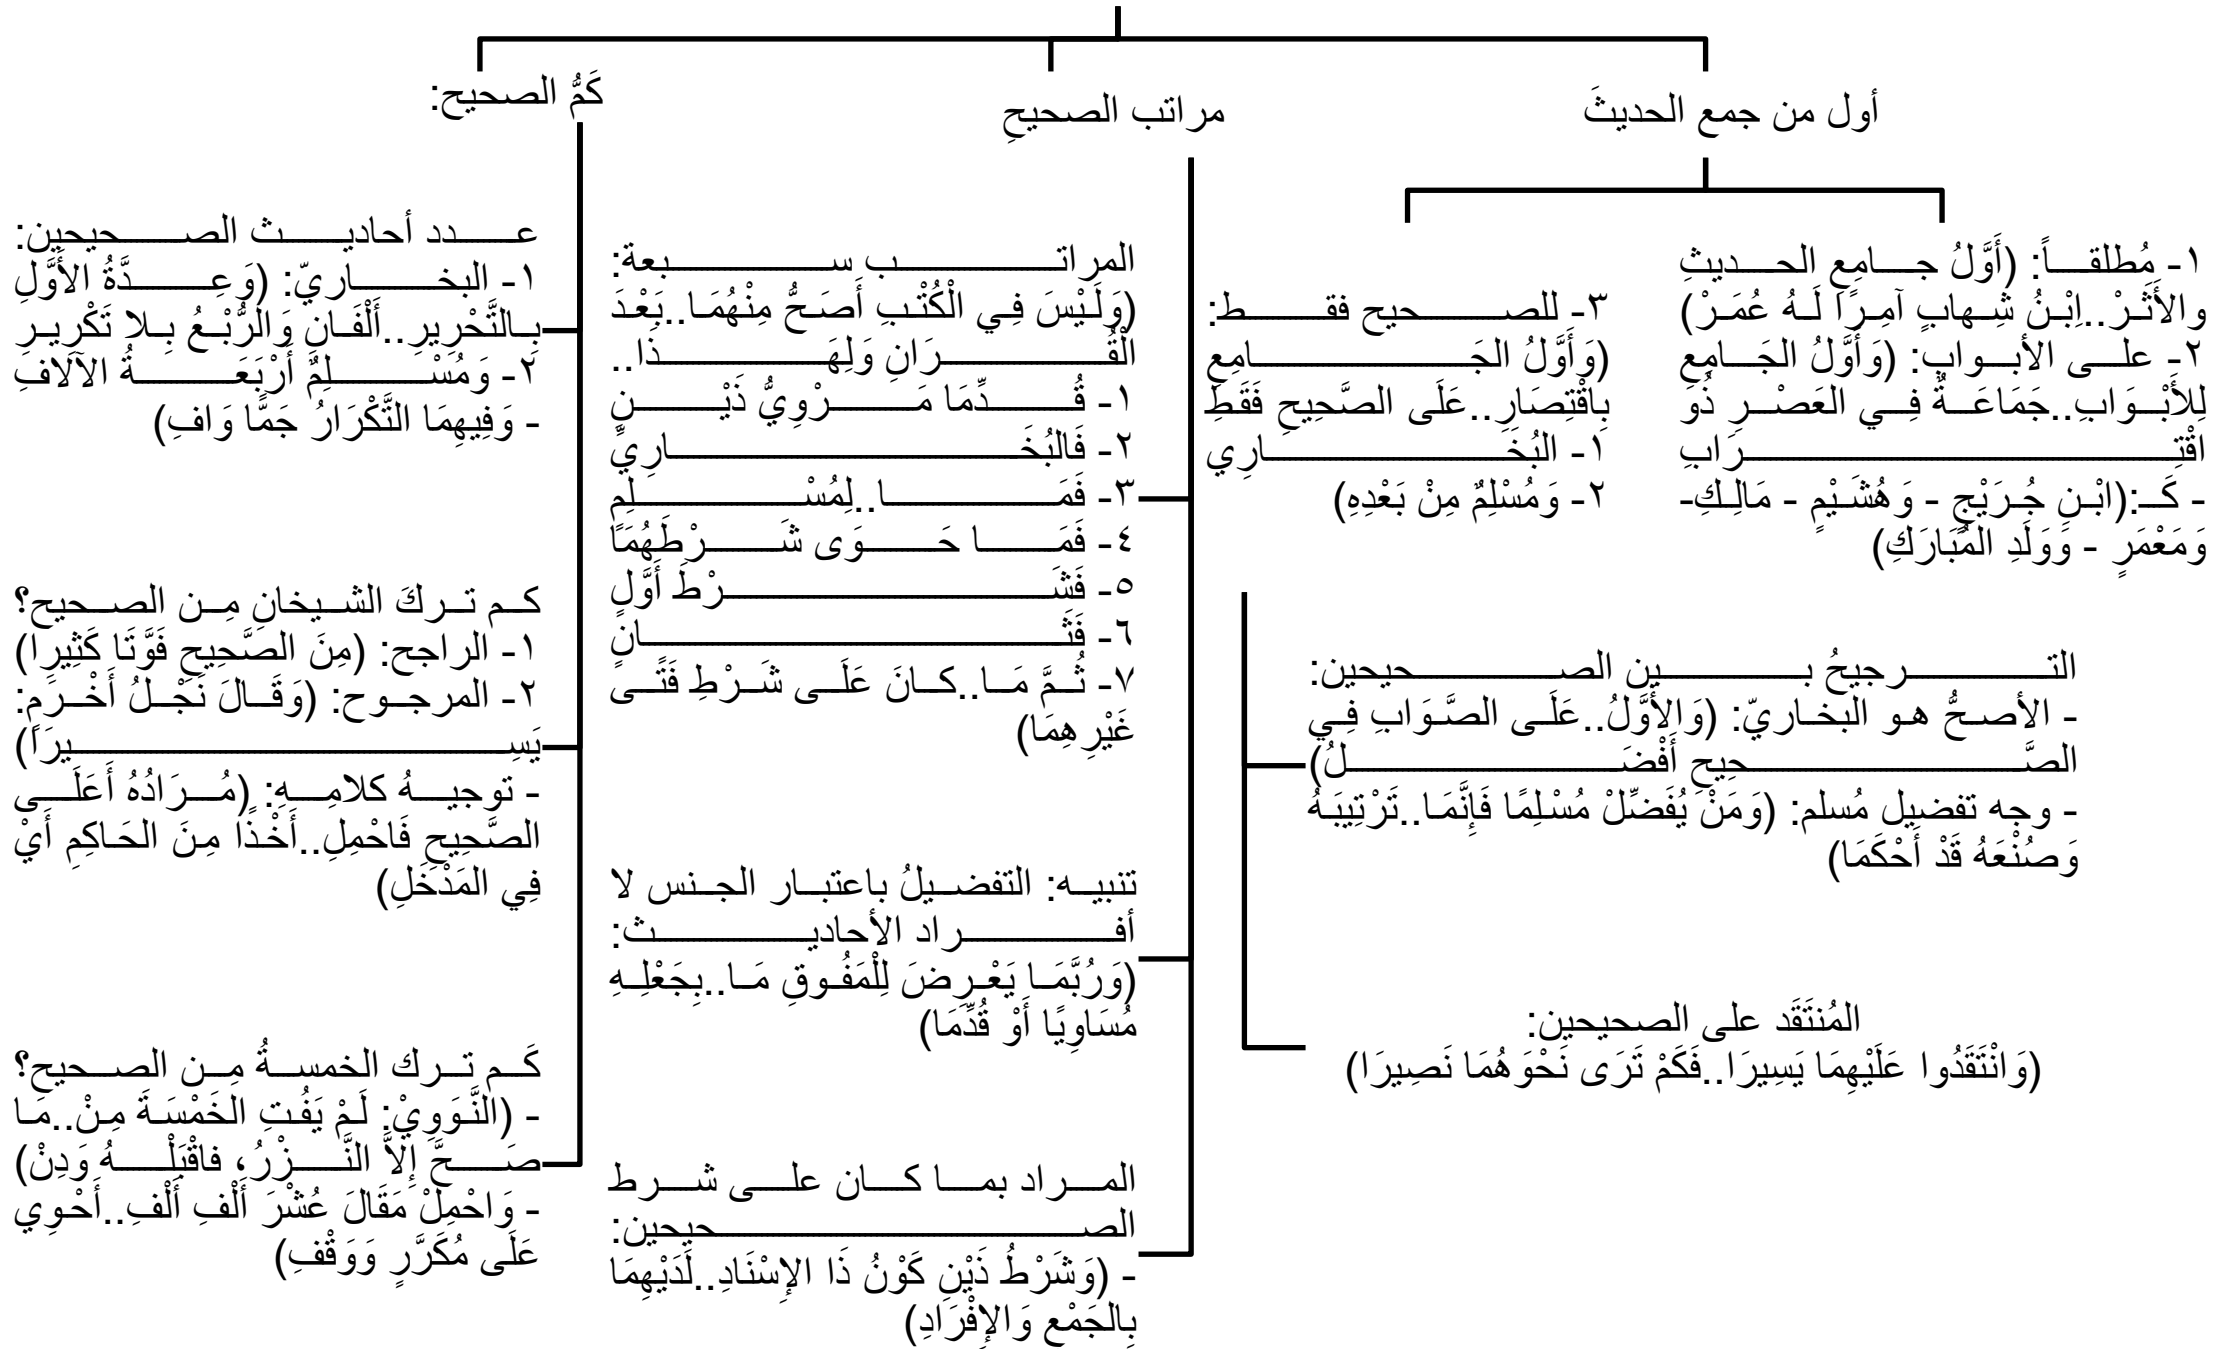 أول من جمع الحديثَ
١- مُطلقاً: (أَوَّلُ جامِعِ الحديثِ
والأَثَرْ..اِبْنُ شِهابٍ آمِرًا لَهُ عُمَرْ)
٢- على الأبواب: (وَأَوَّلُ الجَامِعِ
لِلأَبْوَابِ..جَمَاعَةٌ فِي العَصْرِ ذُو
اقْتِرَابِ
- كَـ:(ابْنِ جُرَيْجٍ - وَهُشَيْمٍ - مَالِكِ-
وَمَعْمَرٍ - وَوَلَدِ المُبَارَكِ)
٣- للصحيح فقط:
(وَأَوَّلُ الجَامِعِ
بِاقْتِصَارِ..عَلَى الصَّحِيحِ فَقَطْ
١- البُخَارِي
٢- وَمُسْلِمٌ مِنْ بَعْدِهِ)
الترجيحُ بين الصحيحين:
- الأصحُّ هو البخاريّ: (وَالأَوَّلُ..عَلَى الصَّوَابِ فِي
الصَّحِيحِ أَفْضَلُ)
- وجه تفضيل مُسلم: (وَمَنْ يُفَضِّلْ مُسْلِمًا فَإِنَّمَا..تَرْتِيبَهُ
وَصُنْعَهُ قَدْ أَحْكَمَا)
المُنتَقَد على الصحيحين:
(وَانْتَقَدُوا عَلَيْهِمَا يَسِيرَا..فَكَمْ تَرَى نَحْوَهُمَا نَصِيرَا)
مراتب الصحيحِ
المراتب سبعة:
(وَلَيْسَ فِي الْكُتْبِ أَصَحُّ مِنْهُمَا..بَعْدَ
الْقُرَانِ وَلِهَذَا..
١- قُدِّمَا مَرْوِيُّ ذَيْنِ
٢- فَالبُخَارِيِّ
٣- فَمَا..لِمُسْلِمٍ
٤- فَمَا حَوَى شَرْطَهُمَا
٥- فَشَرْطَ أَوَّلٍ
٦- فَثَانٍ
٧- ثُمَّ مَا..كانَ عَلَى شَرْطِ فَتًى
غَيْرِهِمَا)
تنبيه: التفضيلُ باعتبار الجنس لا
أفراد الأحاديث:
(وَرُبَّمَا يَعْرِضَ لِلْمَفُوقِ مَا..بِجَعْلِهِ
مُسَاوِيًا أَوْ قُدِّمَا)
المراد بما كان على شرط
الصحيحين:
- (وَشَرْطُ ذَيْنِ كَوْنُ ذَا الإِسْنَادِ..لَدَيْهِمَا
بِالجَمْعِ وَالإِفْرَادِ)
كَمُّ الصحيح:
عدد أحاديث الصحيحين:
١- البخاريّ: (وَعِدَّةُ الأَوَّلِ
بِالتَّحْرِيرِ..أَلْفَانِ وَالرُّبْعُ بِلا تَكْرِيرِ
٢- وَمُسْلِمٌ أَرْبَعَةُ الآلافِ
- وَفِيهِمَا التَّكْرَارُ جَمًّا وَافِ)
كم تركَ الشيخانِ مِن الصحيح؟
١- الراجح: (مِنَ الصَّحِيحِ فَوَّتَا كَثِيرَا)
٢- المرجوح: (وَقَالَ نَجْلُ أَخْرَمٍ:
يَسِيرَا)
- توجيهُ كلامِهِ: (مُرَادُهُ أَعَلَى
الصَّحِيحِ فَاحْمِلِ..أَخْذًا مِنَ الحَاكِمِ أَيْ
فِي المَدْخَلِ)
كَم ترك الخمسةُ مِن الصحيح؟
- (النَّوَوِيْ: لَمْ يَفُتِ الخَمْسَةَ مِنْ..مَا
صَحَّ إِلاَّ النَّزْرُ، فاقْبَلْهُ وَدِنْ)
- وَاحْمِلْ مَقَالَ عُشْرَ أَلْفِ أَلْفِ..أَحْوِي
عَلَى مُكَرَّرٍ وَوَقْفِ)